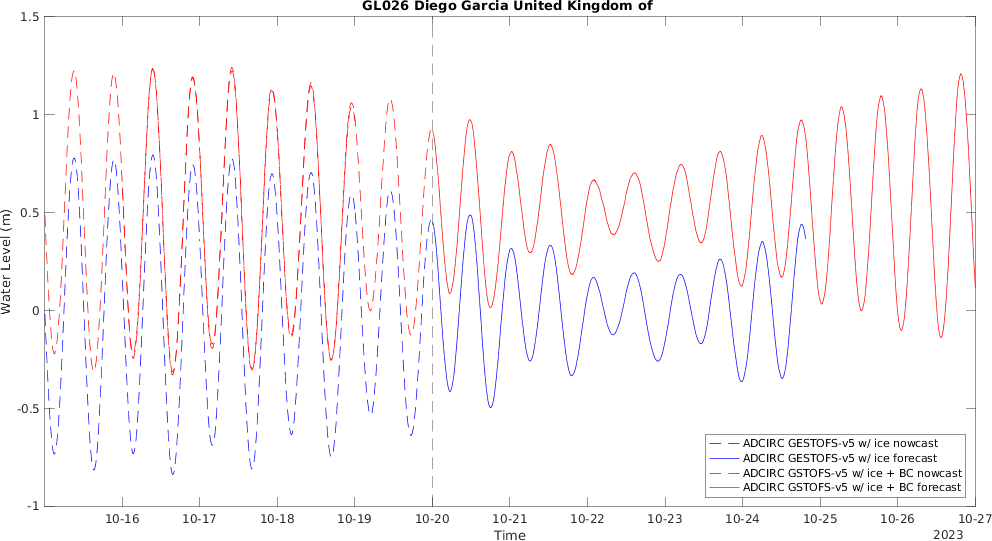 GL026 Diego Garcia United Kingdom of
Water Level (m)
1.5
1
0.5
0
-0.5
-1
ADCIRC GESTOFS-v5 w/ ice nowcast
ADCIRC GESTOFS-v5 w/ ice forecast
ADCIRC GSTOFS-v5 w/ ice + BC nowcast
ADCIRC GSTOFS-v5 w/ ice + BC forecast
10-16 10-17 10-18 10-19 10-20 10-21 10-22 10-23 10-24 10-25 10-26 10-27
Time
2023